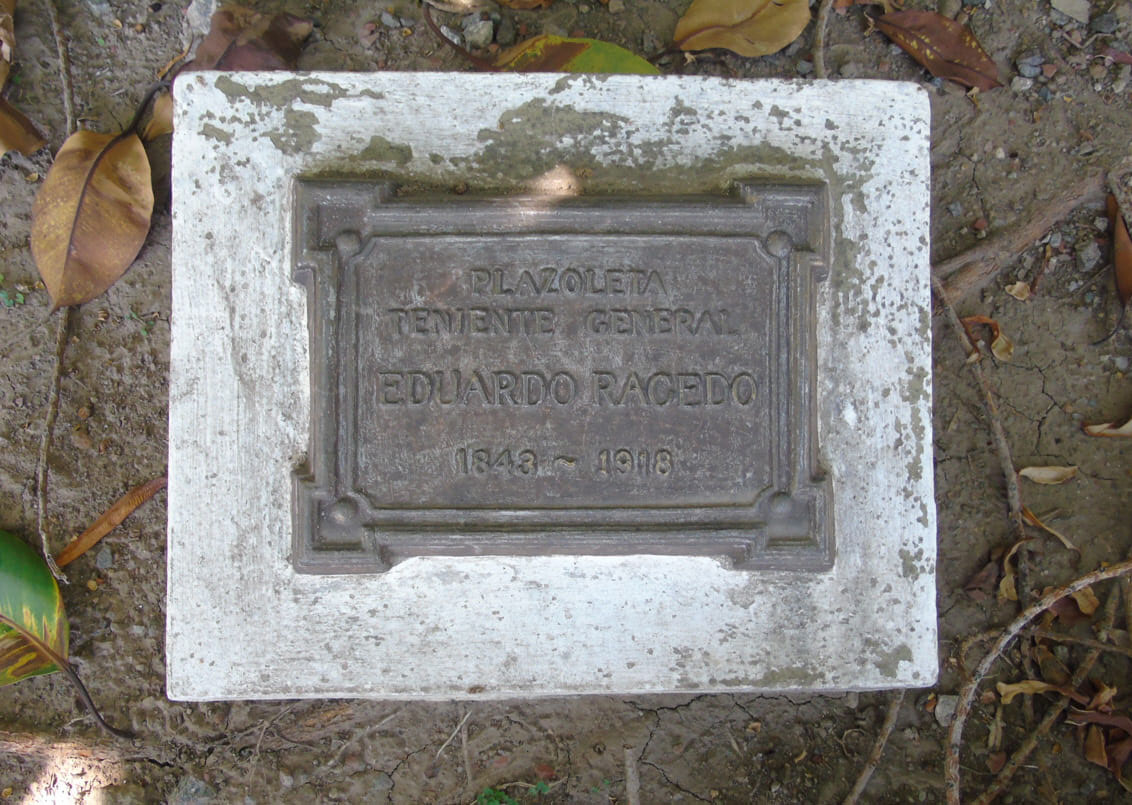 PLAZOLETA
TENIENTE GENERAL
EDUARDO RACEDO
1843 ~ 1918